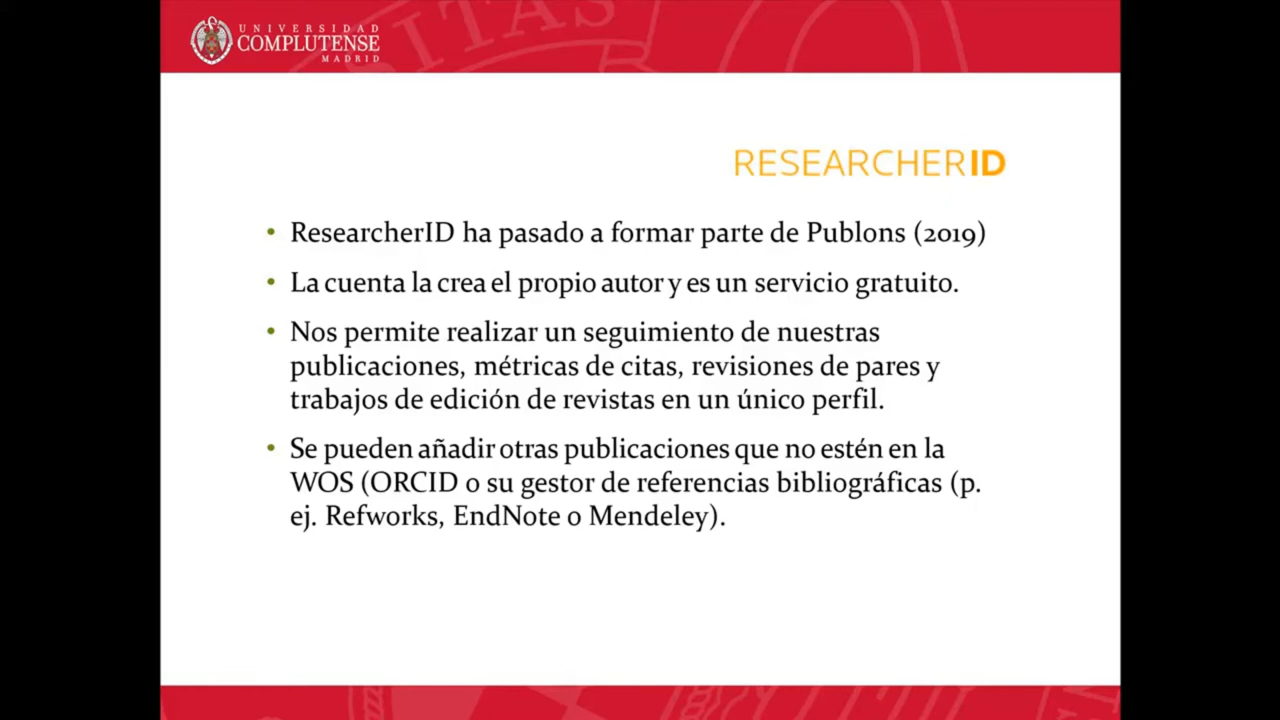 UNIVERSIDAD
COMPLUTENSE
MADRID
SITAS
RESEARCHERID
• ResearcherID ha pasado a formar parte de Publons (2019)
• La cuenta la crea el propio autor y es un servicio gratuito.
• Nos permite realizar un seguimiento de nuestras
publicaciones, métricas de citas, revisiones de pares y
trabajos de edición de revistas en un único perfil.
• Se pueden añadir otras publicaciones que no estén en la
WOS (ORCID o su gestor de referencias bibliográficas (p.
ej. Refworks, EndNote o Mendeley).